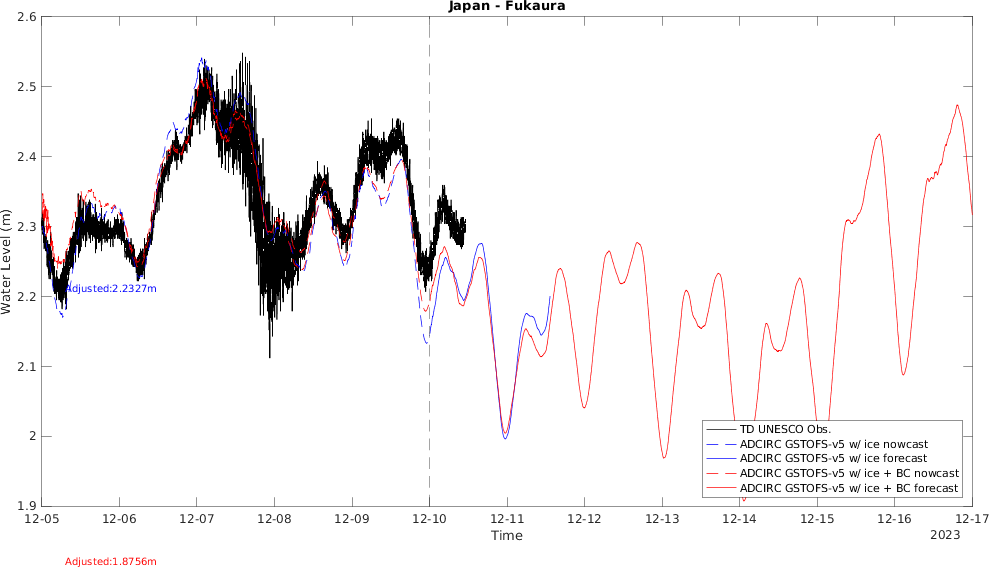 Japan - Fukaura
2.6
2.5
2.4
2.3
2.2
2.1
2
1.9
Water Level (m)
Adjusted:2.2327m
TD UNESCO Obs.
ADCIRC GSTOFS-v5 w/ ice nowcast
ADCIRC GSTOFS-v5 w/ ice forecast
ADCIRC GSTOFS-v5 w/ ice + BC nowcast
ADCIRC GSTOFS-v5 w/ ice + BC forecast
12-05 12-06 12-07 12-08 12-09 12-10 12-11 12-12 12-13 12-14 12-15 12-16 12-17
Time
2023
Adjusted:1.8756m